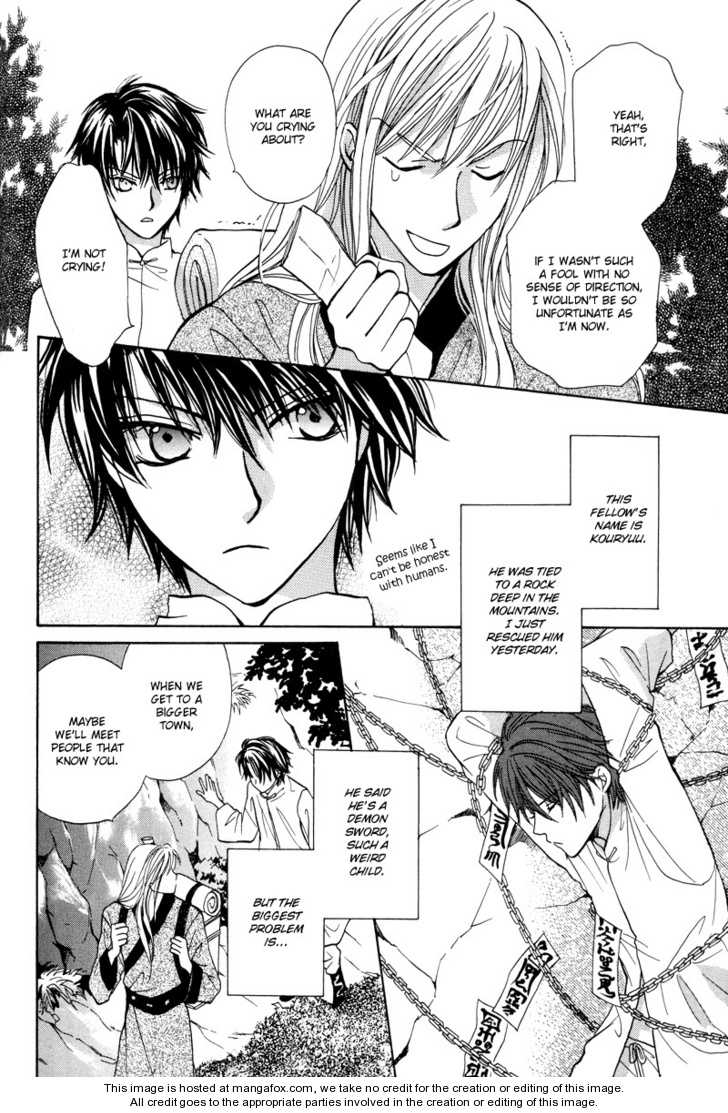 YEAH,
THAT'S
RIGHT,
IF I WASN'T SUCH
A FOOL WITH NO
SENSE OF DIRECTION,
I WOULDN'T BE SO
UNFORTUNATE AS
I'M NOW.
WHAT ARE
YOU CRYING
ABOUT?
I'M NOT
CRYING!
Seems like I
can't be honest
with humans.
THIS
FELLOW'S
NAME IS
KOURYUU.
HE WAS TIED
TO A ROCK
DEEP IN THE
MOUNTAINS.
I JUST
RESCUED HIM
YESTERDAY.
WHEN WE
GET TO A
BIGGER
TOWN,
MAYBE
WE'LL MEET
PEOPLE THAT
KNOW YOU.
HE SAID
HE'S A
DEMON
SWORD,
SUCH A
WEIRD
CHILD.
BUT THE
BIGGEST
PROBLEM
IS...
This image is hosted at mangafox.com, we take no credit for the creation or editing of this image.
All credit goes to the appropriate parties involved in the creation or editing of this image.